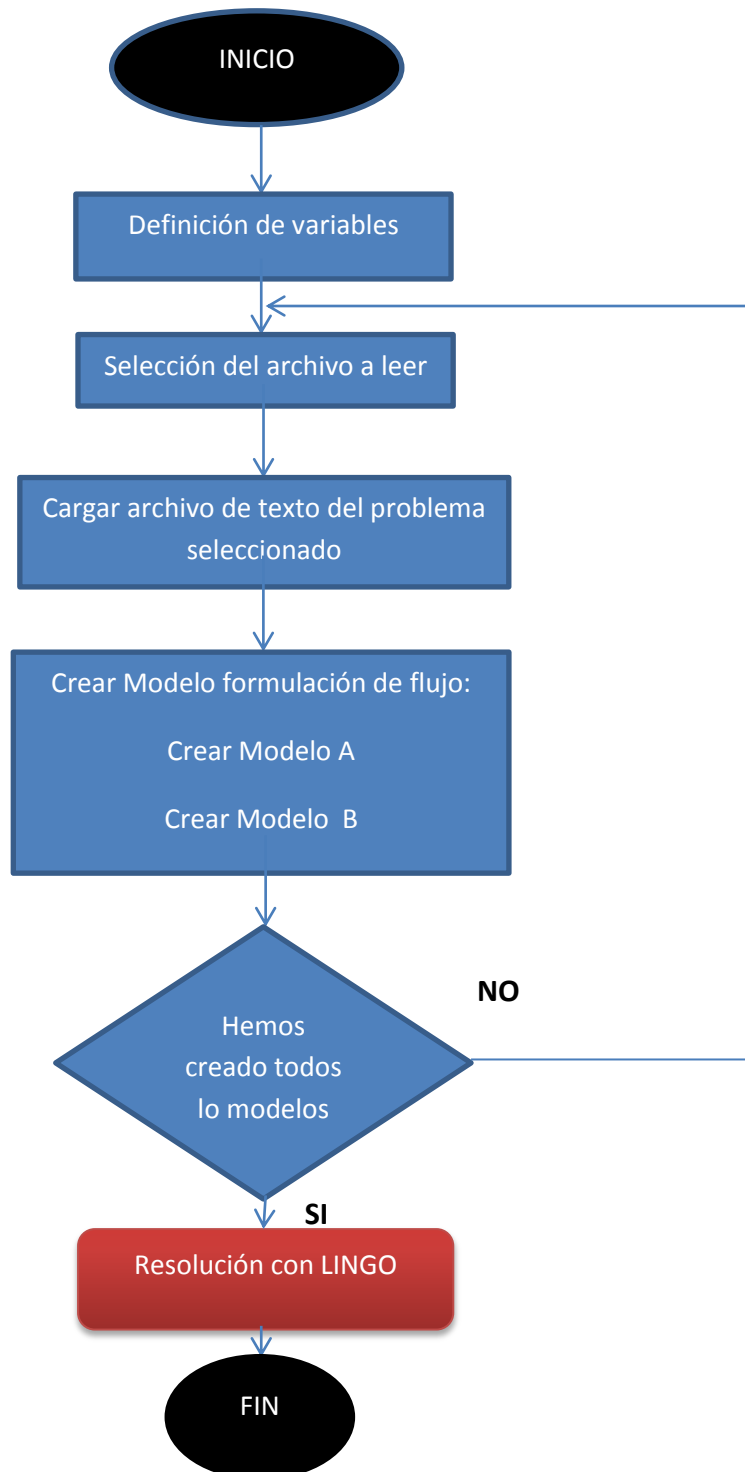 INICIO
Definición de variables
Selección del archivo a leer
Cargar archivo de texto del problema
seleccionado
Crear Modelo formulación de flujo:
Crear Modelo A
Crear Modelo  B
NO
Hemos
creado todos
lo modelos
SI
Resolución con LINGO
FIN